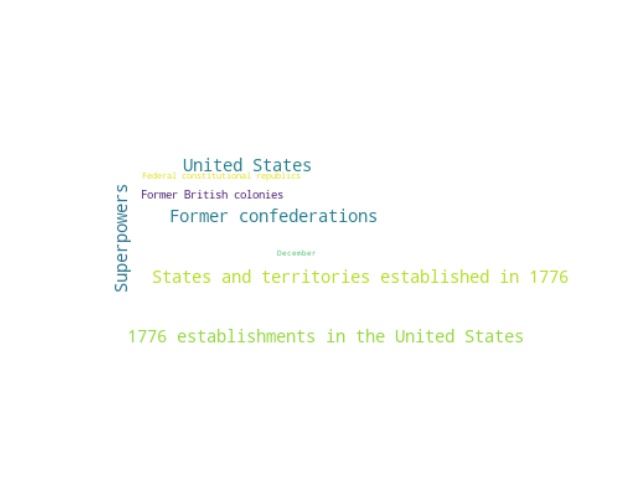 United States
Federal constitutional republics
Former British colonies
Superpowers
Former confederations
December
States and territories established in 1776
1776 establishments in the United States